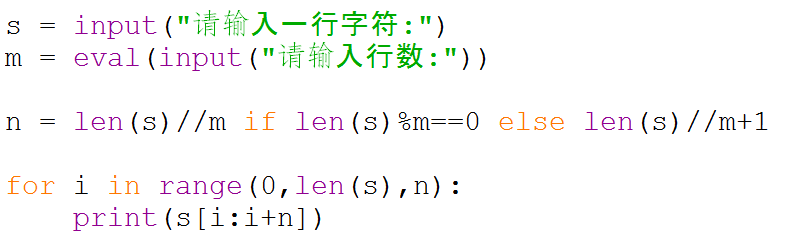 s = input("请输入一行字符:")
m = eval(input("请输入行数:"))
n = len(s)//m if len(s)%m==0 else len(s)//m+1
for i in range(0,len(s),n):
    print(s[i:i+n])